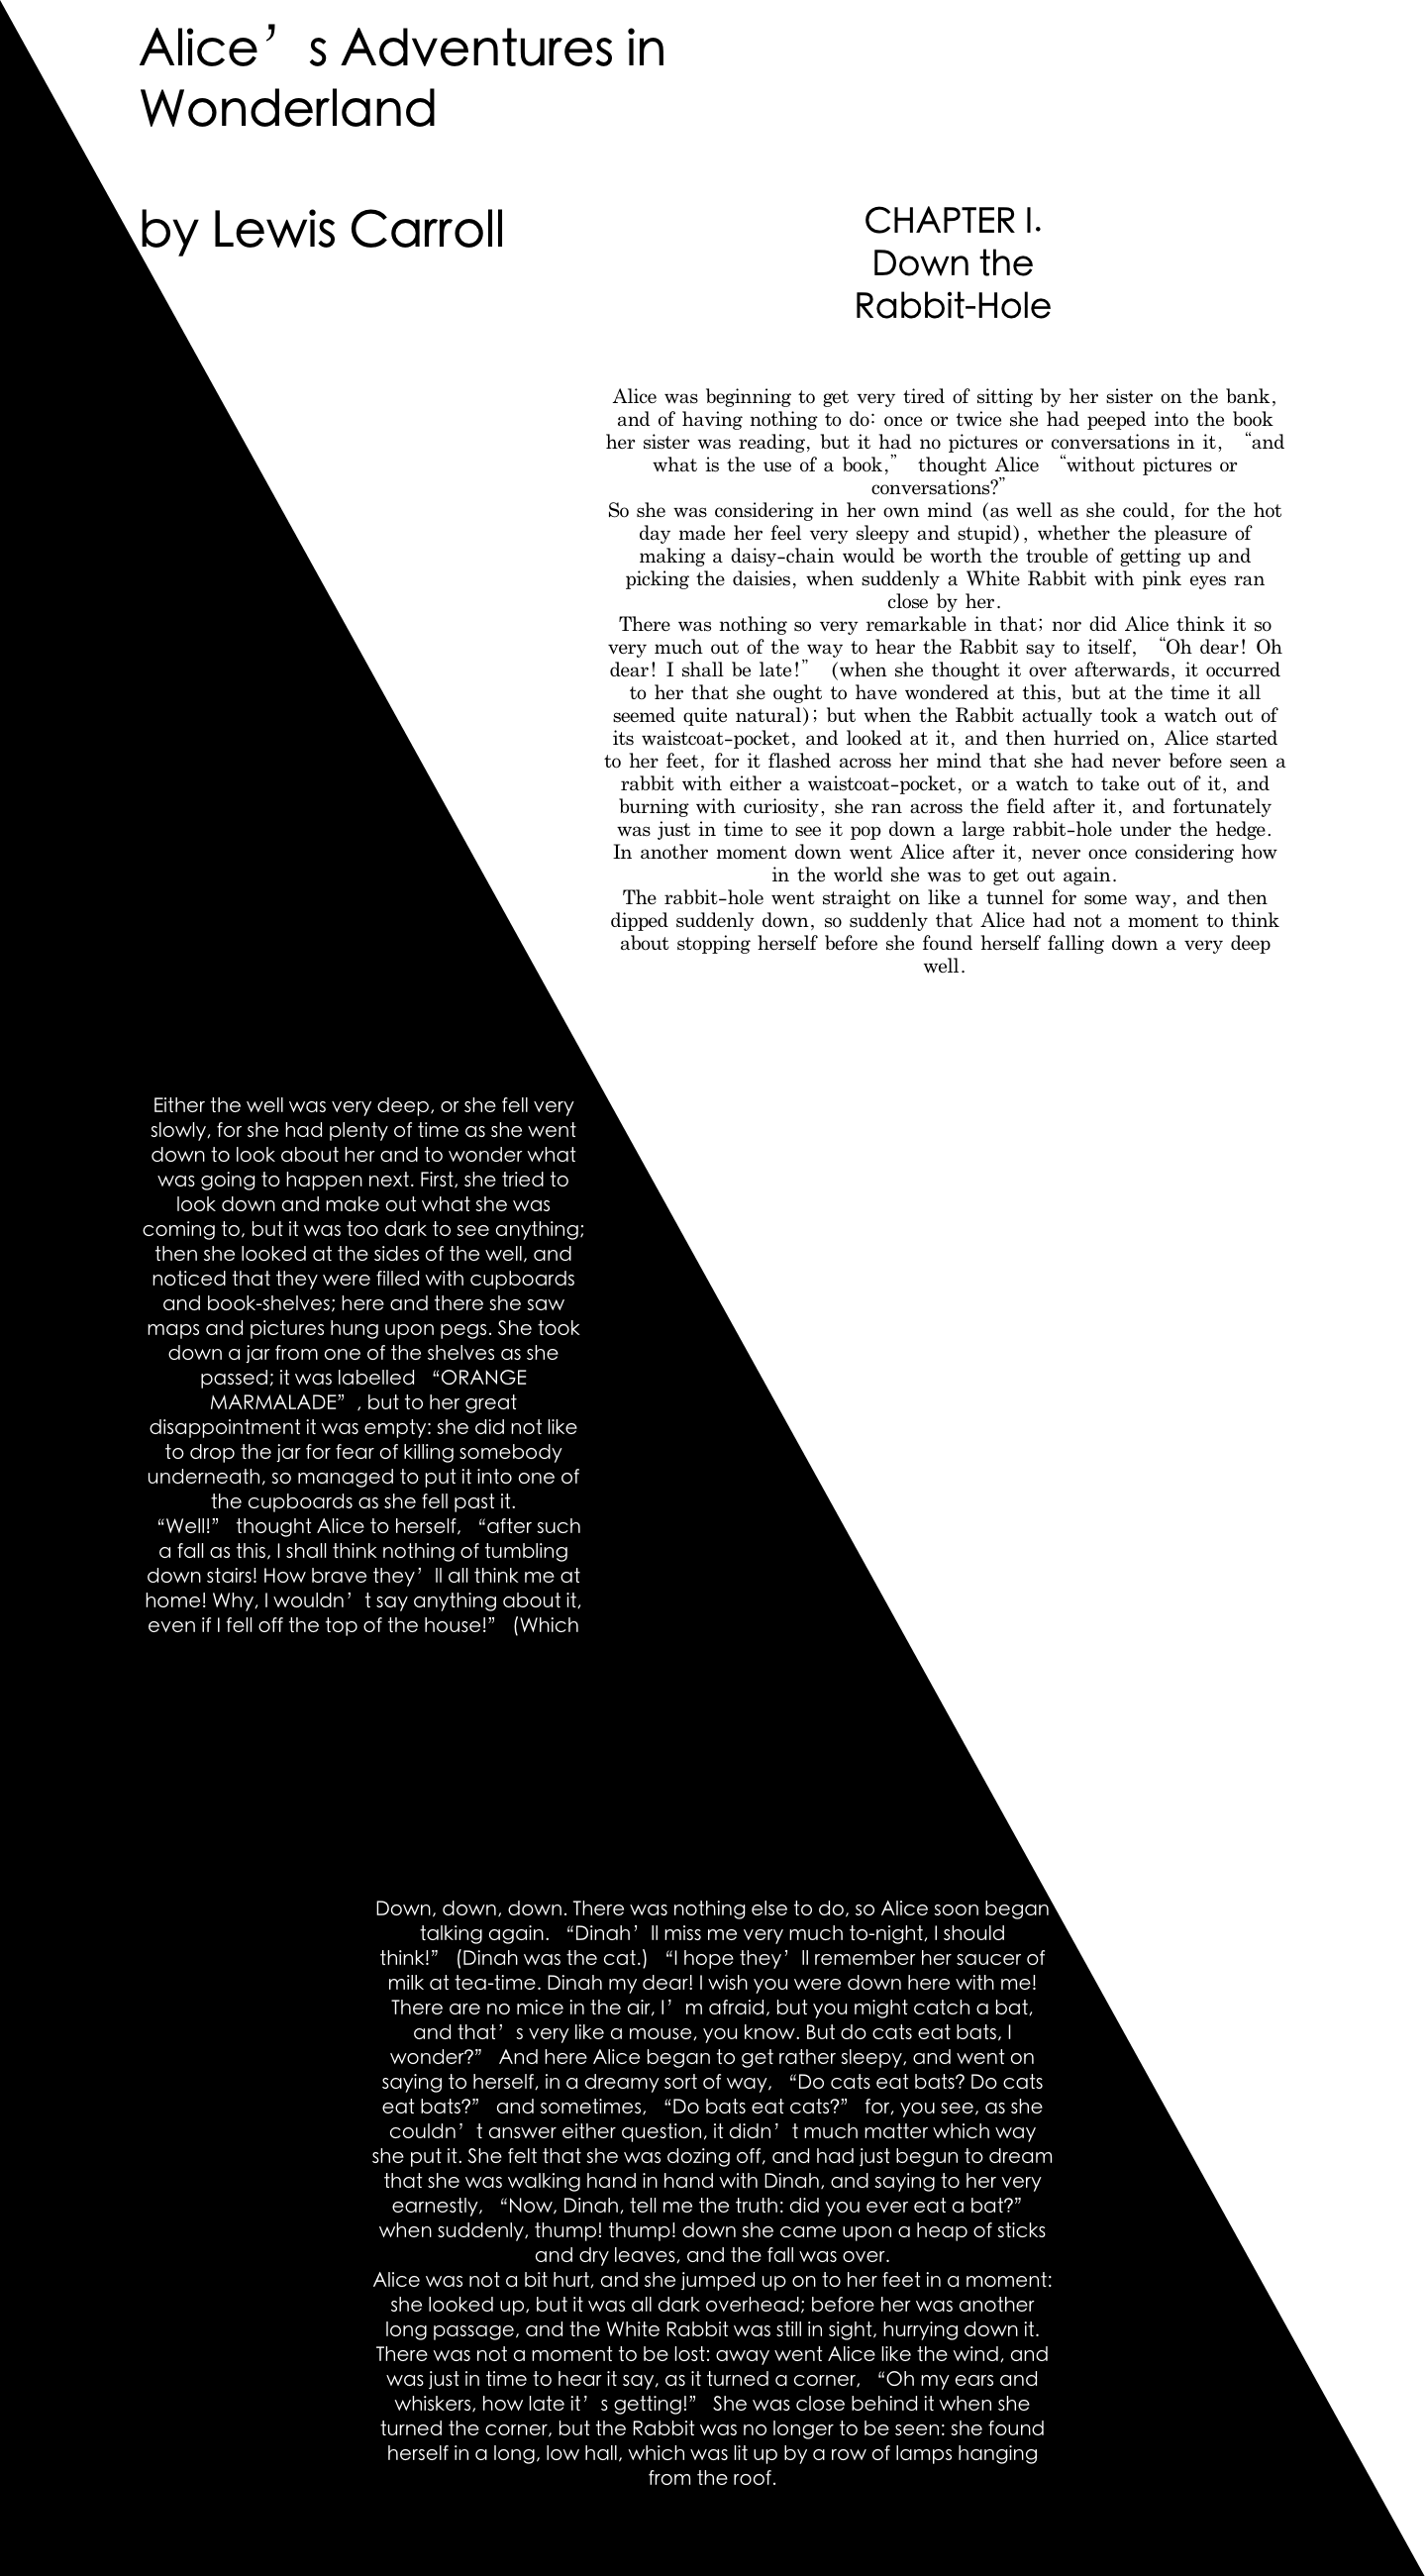 Alice’s Adventures in
Wonderland
by Lewis Carroll
CHAPTER I.
Down the
Rabbit-Hole
Alice was beginning to get very tired of sitting by her sister on the bank,
and of having nothing to do: once or twice she had peeped into the book
her sister was reading, but it had no pictures or conversations in it, “and
what is the use of a book,” thought Alice “without pictures or
conversations?”
So she was considering in her own mind (as well as she could, for the hot
day made her feel very sleepy and stupid), whether the pleasure of
making a daisy-chain would be worth the trouble of getting up and
picking the daisies, when suddenly a White Rabbit with pink eyes ran
close by her.
There was nothing so very remarkable in that; nor did Alice think it so
very much out of the way to hear the Rabbit say to itself, “Oh dear! Oh
dear! I shall be late!” (when she thought it over afterwards, it occurred
to her that she ought to have wondered at this, but at the time it all
seemed quite natural); but when the Rabbit actually took a watch out of
its waistcoat-pocket, and looked at it, and then hurried on, Alice started
to her feet, for it flashed across her mind that she had never before seen a
rabbit with either a waistcoat-pocket, or a watch to take out of it, and
burning with curiosity, she ran across the field after it, and fortunately
was just in time to see it pop down a large rabbit-hole under the hedge.
In another moment down went Alice after it, never once considering how
in the world she was to get out again.
The rabbit-hole went straight on like a tunnel for some way, and then
dipped suddenly down, so suddenly that Alice had not a moment to think
about stopping herself before she found herself falling down a very deep
well.
Either the well was very deep, or she fell very
slowly, for she had plenty of time as she went
down to look about her and to wonder what
was going to happen next. First, she tried to
look down and make out what she was
coming to, but it was too dark to see anything;
then she looked at the sides of the well, and
noticed that they were filled with cupboards
and book-shelves; here and there she saw
maps and pictures hung upon pegs. She took
down a jar from one of the shelves as she
passed; it was labelled “ORANGE
MARMALADE”, but to her great
disappointment it was empty: she did not like
to drop the jar for fear of killing somebody
underneath, so managed to put it into one of
the cupboards as she fell past it.
“Well!” thought Alice to herself, “after such
a fall as this, I shall think nothing of tumbling
down stairs! How brave they’ll all think me at
home! Why, I wouldn’t say anything about it,
even if I fell off the top of the house!” (Which
Down, down, down. There was nothing else to do, so Alice soon began
talking again. “Dinah’ll miss me very much to-night, I should
think!” (Dinah was the cat.) “I hope they’ll remember her saucer of
milk at tea-time. Dinah my dear! I wish you were down here with me!
There are no mice in the air, I’m afraid, but you might catch a bat,
and that’s very like a mouse, you know. But do cats eat bats, I
wonder?” And here Alice began to get rather sleepy, and went on
saying to herself, in a dreamy sort of way, “Do cats eat bats? Do cats
eat bats?” and sometimes, “Do bats eat cats?” for, you see, as she
couldn’t answer either question, it didn’t much matter which way
she put it. She felt that she was dozing off, and had just begun to dream
that she was walking hand in hand with Dinah, and saying to her very
earnestly, “Now, Dinah, tell me the truth: did you ever eat a bat?”
when suddenly, thump! thump! down she came upon a heap of sticks
and dry leaves, and the fall was over.
Alice was not a bit hurt, and she jumped up on to her feet in a moment:
she looked up, but it was all dark overhead; before her was another
long passage, and the White Rabbit was still in sight, hurrying down it.
There was not a moment to be lost: away went Alice like the wind, and
was just in time to hear it say, as it turned a corner, “Oh my ears and
whiskers, how late it’s getting!” She was close behind it when she
turned the corner, but the Rabbit was no longer to be seen: she found
herself in a long, low hall, which was lit up by a row of lamps hanging
from the roof.